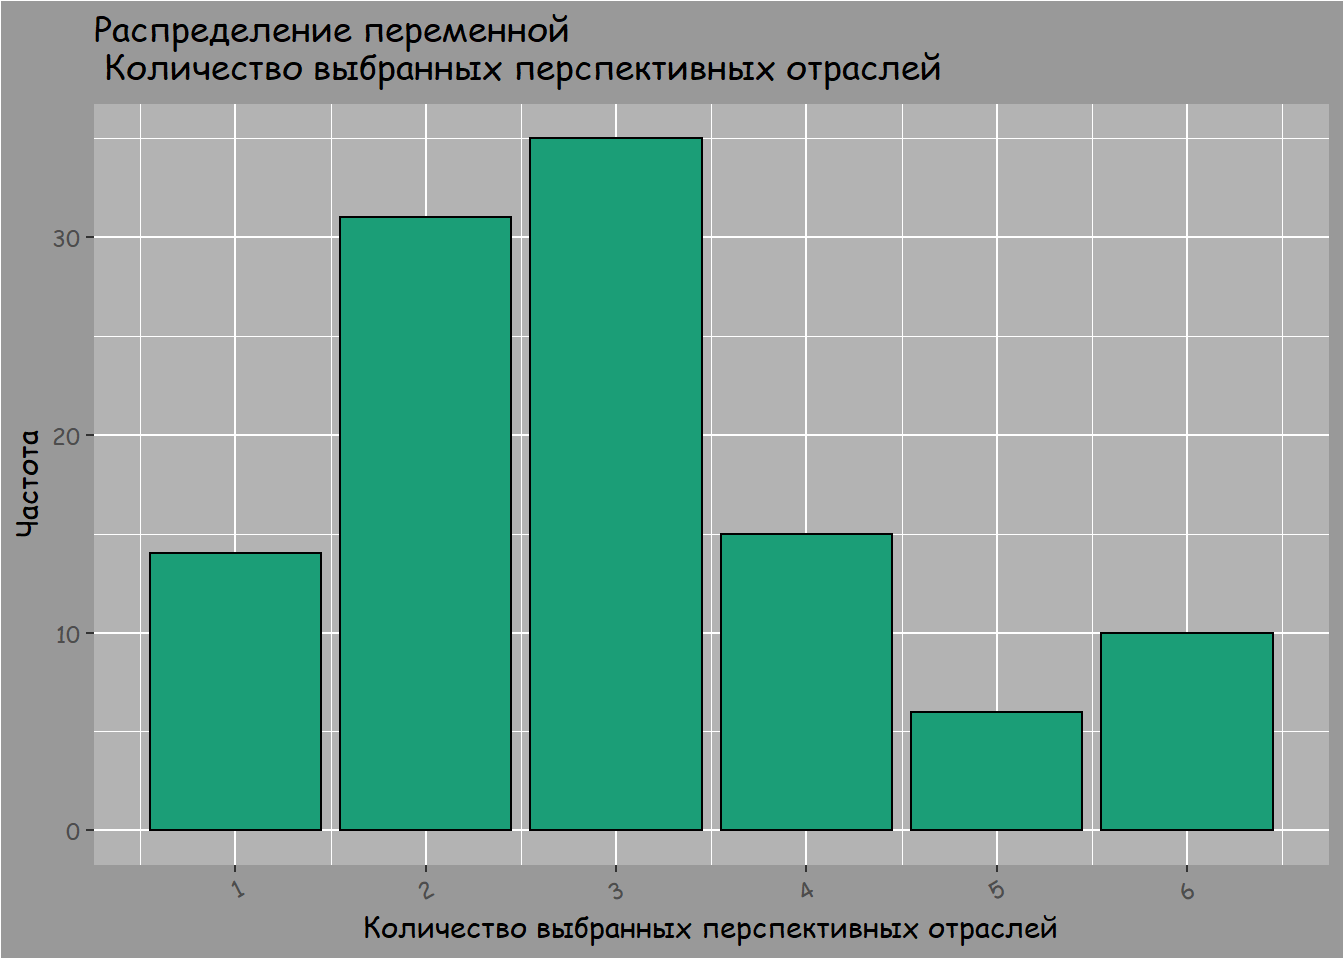 Распределение переменной
Количество выбранных перспективных отраслей
Частота
30
20
10
0
1
2
3
4
5
6
Количество выбранных перспективных отраслей